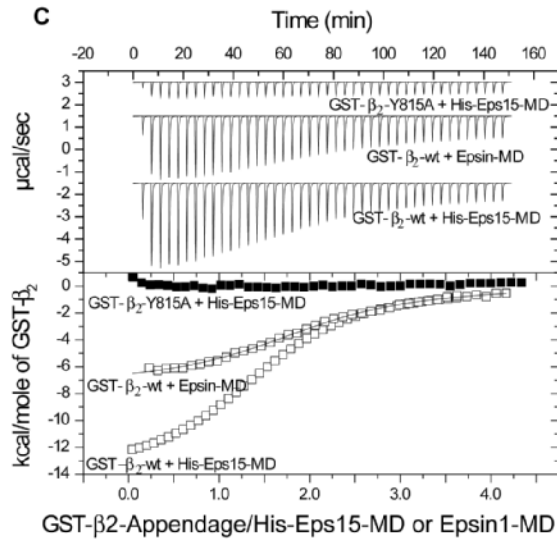 C
Time (min)
-20 0 20 40 60 80 100 120 140 160
3
2
1
0
-1
-2
-3
-4
-5
µcal/sec
GST-β2-Y815A + His-Eps15-MD
GST-β2-wt + Epsin-MD
GST-β2-wt + His-Eps15-MD
0
-2
-4
-6
-8
-10
-12
-14
kcal/mole of GST-β2
GST-β2-Y815A + His-Eps15-MD
GST-β2-wt + Epsin-MD
GST-β2-wt + His-Eps15-MD
0.0 1.0 2.0 3.0 4.0
GST-β2-Appendage/His-Eps15-MD or Epsin1-MD